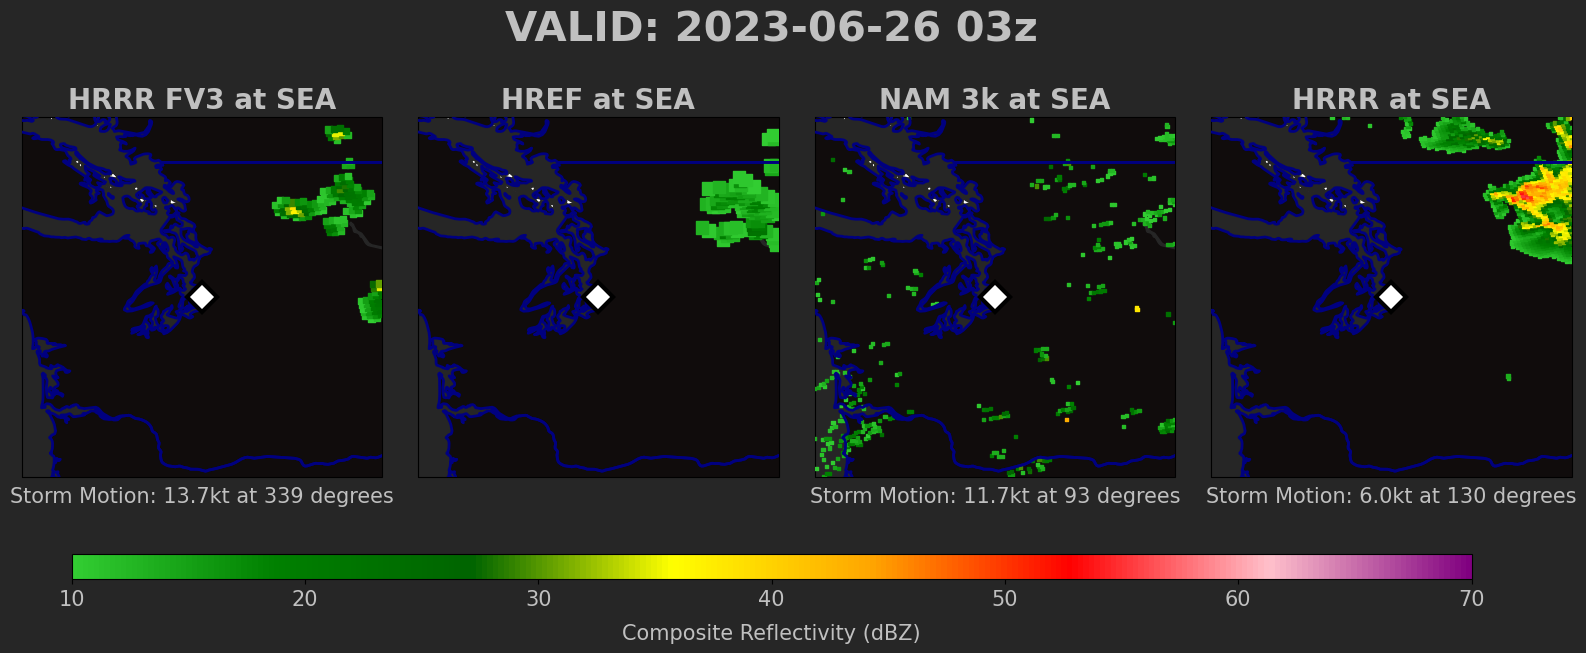 VALID: 2023-06-26 03z
HRRR FV3 at SEA
HREF at SEA
NAM 3k at SEA
HRRR at SEA
Storm Motion: 13.7kt at 339 degrees
Storm Motion: 11.7kt at 93 degrees
Storm Motion: 6.0kt at 130 degrees
10 20 30 40 50 60 70
Composite Reflectivity (dBZ)